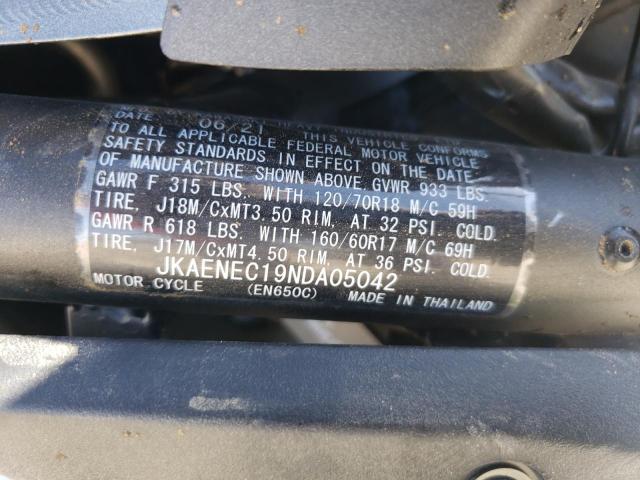 DATE 06/21 THIS VEHICLE CONFORMS
TO ALL APPLICABLE FEDERAL MOTOR VEHICLE
SAFETY STANDARDS IN EFFECT ON THE DATE
OF MANUFACTURE SHOWN ABOVE. GVWR 933 LBS.
GAWR F 315 LBS. WITH 120/70R18 M/C 59H
TIRE, J18M/CxMT3.50 RIM, AT 32 PSI. COLD.
GAWR R 618 LBS. WITH 160/60R17 M/C 69H
TIRE, J17M/CxMT4.50 RIM, AT 36 PSI. COLD.
JKAENEC19NDA05042
MOTOR CYCLE (EN650C) MADE IN THAILAND